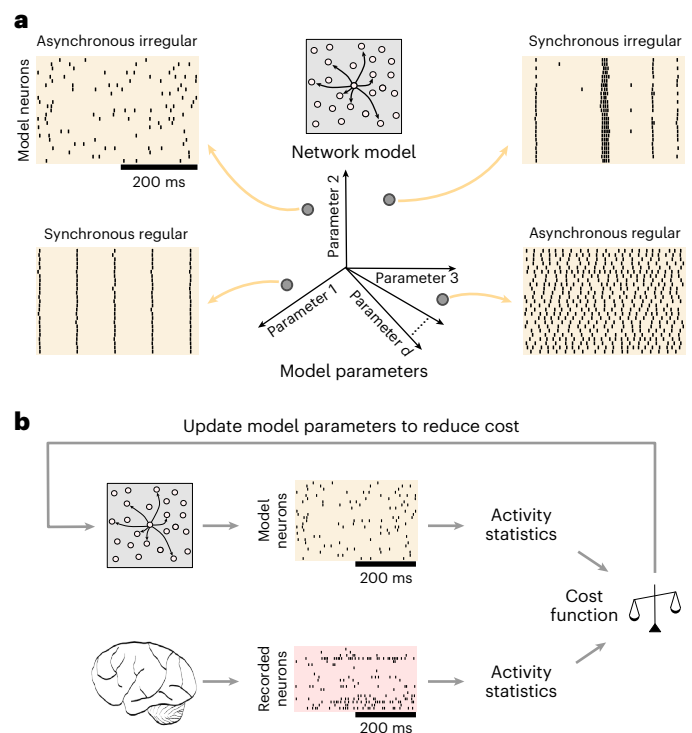 a
Asynchronous irregular
Model neurons
200 ms
Network model
Synchronous irregular
Synchronous regular
Parameter 1
Parameter 2
Parameter 3
Parameter d
Model parameters
Asynchronous regular
b
Update model parameters to reduce cost
Model
neurons
200 ms
Activity
statistics
Cost
function
Recorded
neurons
200 ms
Activity
statistics